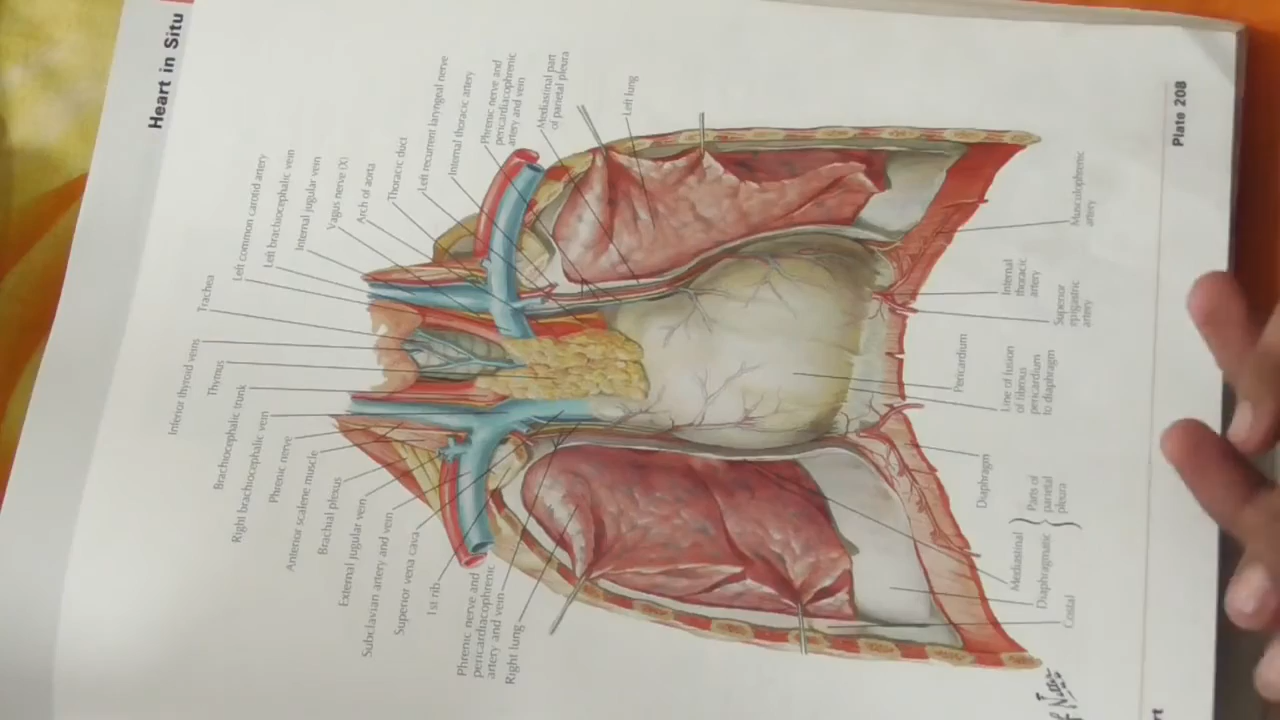 Heart in Situ
Inferior thyroid veins
Thymus
Brachiocephalic trunk
Right brachiocephalic vein
Phrenic nerve
Anterior scalene muscle
Brachial plexus
External jugular vein
Subclavian artery and vein
Superior vena cava
1st rib
Phrenic nerve and
pericardiacophrenic
artery and vein
Right lung
Trachea
Left common carotid artery
Left brachiocephalic vein
Internal jugular vein
Vagus nerve (X)
Arch of aorta
Thoracic duct
Left recurrent laryngeal nerve
Internal thoracic artery
Phrenic nerve and
pericardiacophrenic
artery and vein
Mediastinal part
of parietal pleura
Left lung
Costal
Diaphragmatic
Mediastinal
Parts of
parietal
pleura
Diaphragm
Line of fusion
of fibrous
pericardium
to diaphragm
Pericardium
Superior
epigastric
artery
Internal
thoracic
artery
Musculophrenic
artery
Plate 208